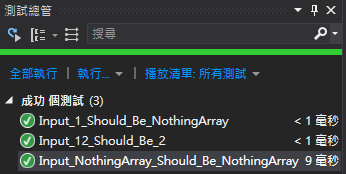 測試總管
搜尋
全部執行 | 執行... | 播放清單: 所有測試
成功 個測試 (3)
Input_1_Should_Be_NothingArray < 1 毫秒
Input_12_Should_Be_2 < 1 毫秒
Input_NothingArray_Should_Be_NothingArray 9 毫秒